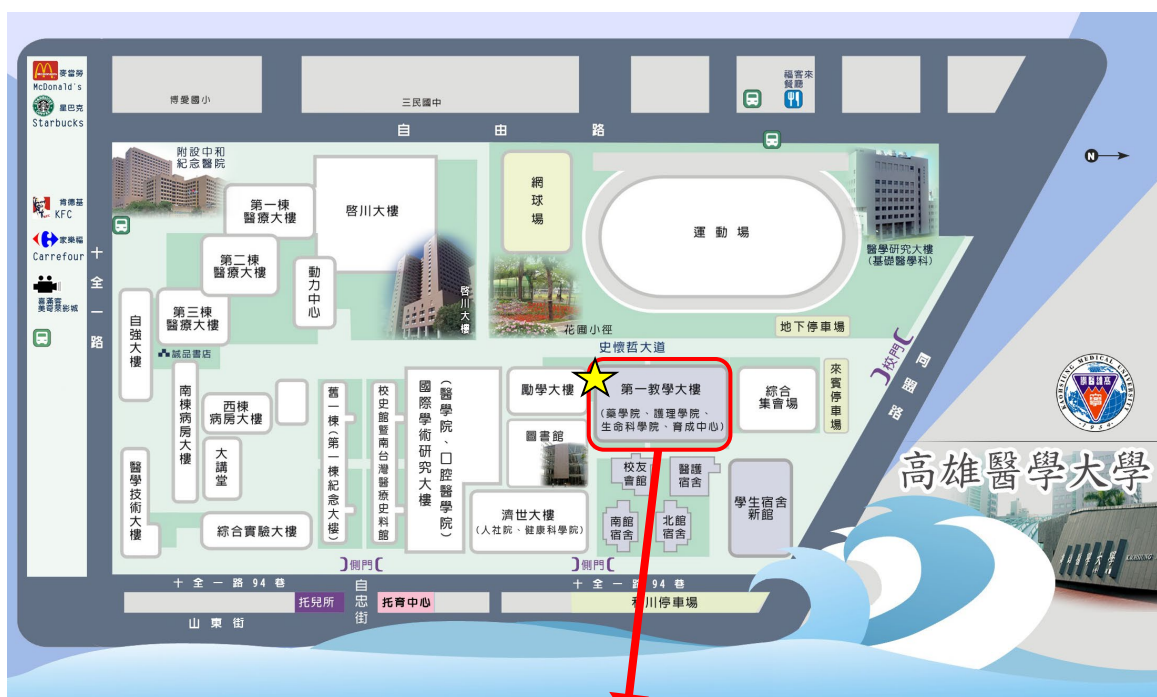 麥當勞
McDonald's
星巴克
Starbucks
肯德基
KFC
家樂福
Carrefour
喜滿客
美奇萊影城
博愛國小
三民國中
福客來
餐廳
自由路
N
十全一路
附設中和
紀念醫院
第一棟
醫療大樓
啓川大樓
網球場
運動場
醫學研究大樓
(基礎醫學科)
第二棟
醫療大樓
動力中心
啓川大樓
第三棟
醫療大樓
自強大樓
誠品書店
花圃小徑
地下停車場
史懷哲大道
校門
同盟路
南棟病房大樓
西棟
病房大樓
大講堂
舊一棟(第一棟紀念大樓)
校史館暨南台灣醫療史料館
國際學術研究大樓
(醫學院、口腔醫學院)
勵學大樓
第一教學大樓
(藥學院、護理學院、
生命科學院、育成中心)
綜合
集會場
來賓停車場
圖書館
校友
會館
醫護
宿舍
醫學技術大樓
綜合實驗大樓
濟世大樓
(人社院、健康科學院)
南館
宿舍
北館
宿舍
學生宿舍
新館
側門
側門
十全一路94巷
十全一路94巷
托兒所
自忠街
托育中心
停車場
山東街
KAOHSIUNG MEDICAL UNIVERSITY
1954
高雄醫學大學